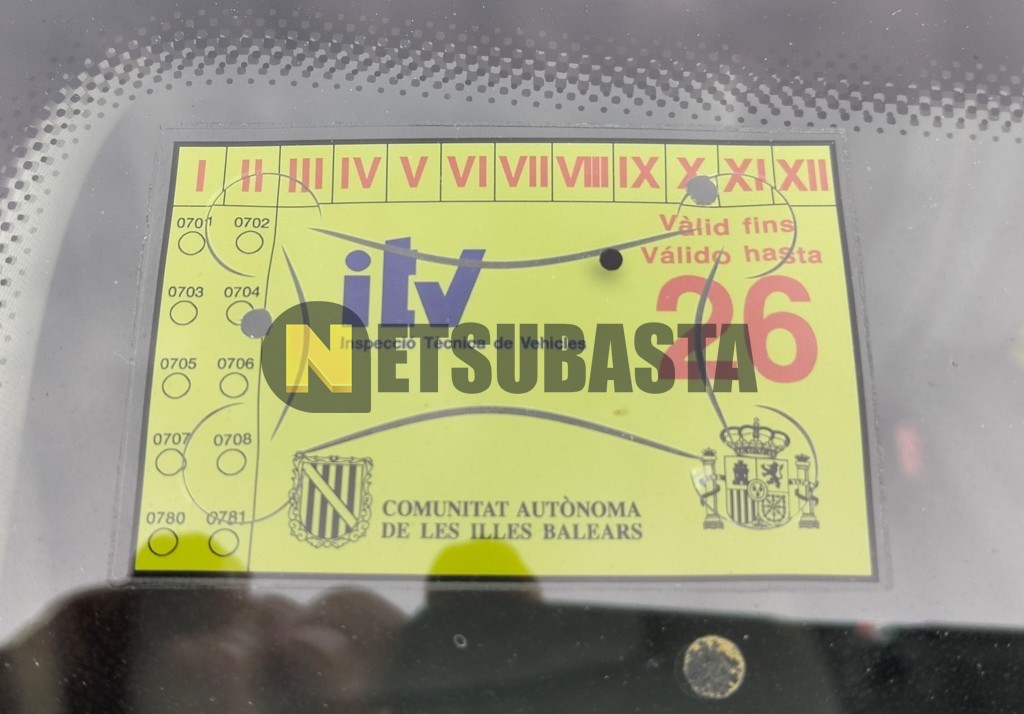 I II III IV V VI VII VIII IX X XI XII
0701 0702
Vàlid fins
Válido hasta
0703 0704
itv
26
Inspecció Tècnica de Vehicles
NETSUBASTA
0705 0706
0707 0708
COMUNITAT AUTÒNOMA
DE LES ILLES BALEARS
0780 0781